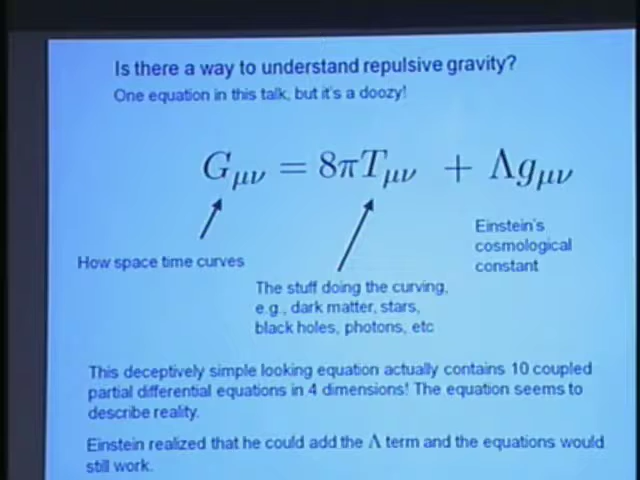 Is there a way to understand repulsive gravity?
One equation in this talk, but it's a doozy!
Gμν = 8πTμν + Λgμν
Einstein's
cosmological
constant
How space time curves
The stuff doing the curving,
e.g., dark matter, stars,
black holes, photons, etc
This deceptively simple looking equation actually contains 10 coupled
partial differential equations in 4 dimensions! The equation seems to
describe reality.
Einstein realized that he could add the Λ term and the equations would
still work.